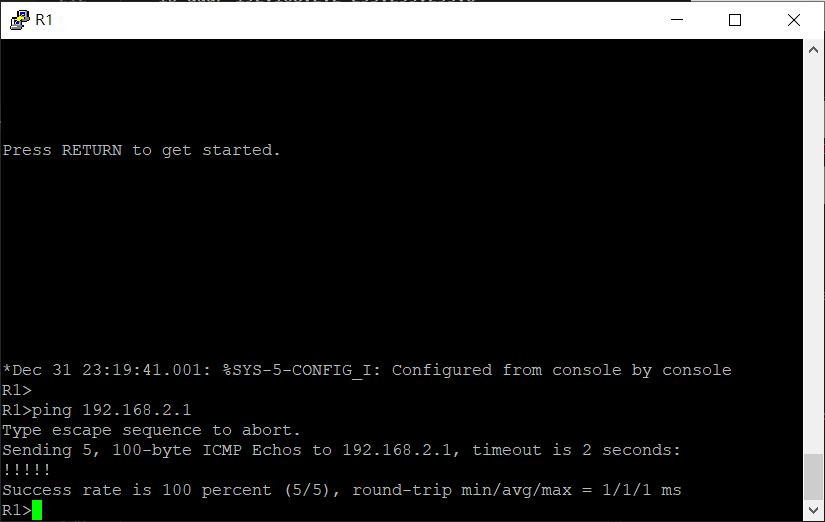 R1
Press RETURN to get started.
*Dec 31 23:19:41.001: %SYS-5-CONFIG_I: Configured from console by console
R1>
R1>ping 192.168.2.1
Type escape sequence to abort.
Sending 5, 100-byte ICMP Echos to 192.168.2.1, timeout is 2 seconds:
!!!!!
Success rate is 100 percent (5/5), round-trip min/avg/max = 1/1/1 ms
R1>